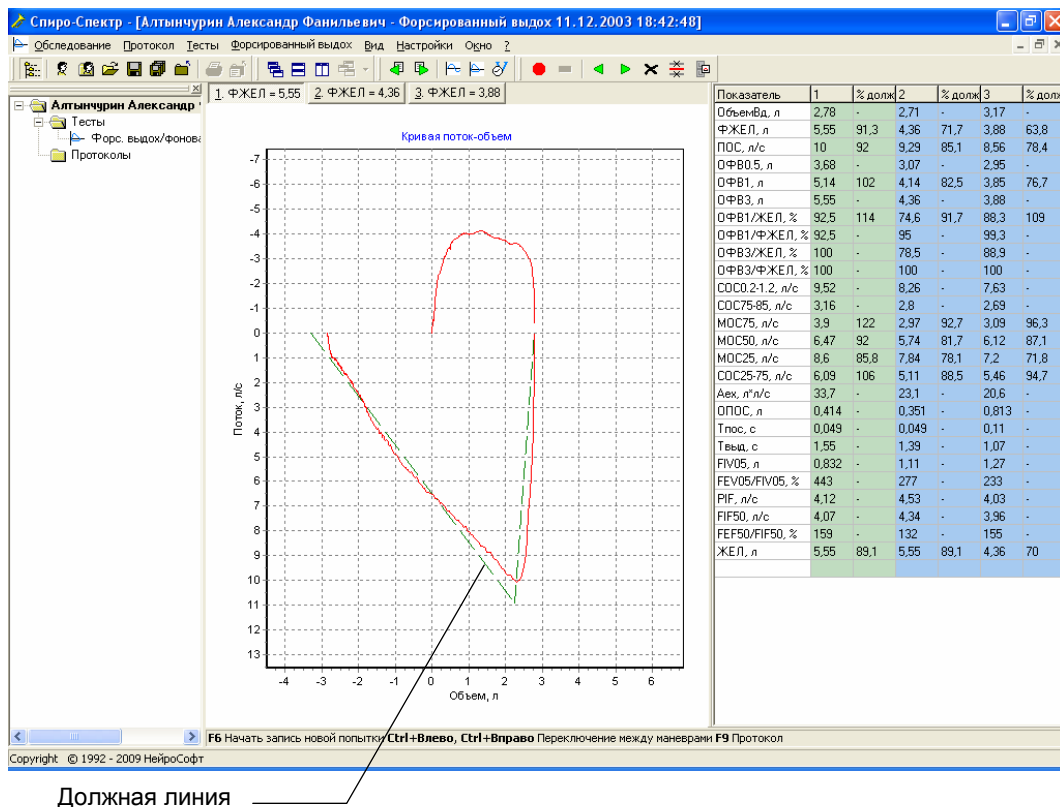 Спиро-Спектр - [Алтынчурин Александр Фанильевич - Форсированный выдох 11.12.2003 18:42:48]
Обследование Протокол Тесты Форсированный выдох Вид Настройки Окно ?
Алтынчурин Александр
Тесты
Форс. выдох/фонова
Протоколы
1. ФЖЕЛ = 5,55 2. ФЖЕЛ = 4,36 3. ФЖЕЛ = 3,88
Кривая поток-объем
-7
-6
-5
-4
-3
-2
-1
0
1
2
3
4
5
6
7
8
9
10
11
12
13
Поток, л/с
-4 -3 -2 -1 0 1 2 3 4 5 6
Объем, л
Показатель 1 % долж 2 % долж 3 % долж
ОбъемВд, л 2,78 - 2,71 - 3,17 -
ФЖЕЛ, л 5,55 91,3 4,36 71,7 3,88 63,8
ПОС, л/с 10 92 9,29 85,1 8,56 78,4
ОФВ0.5, л 3,68 - 3,07 - 2,95 -
ОФВ1, л 5,14 102 4,14 82,5 3,85 76,7
ОФВ3, л 5,55 - 4,36 - 3,88 -
ОФВ1/ЖЕЛ, % 92,5 114 74,6 91,7 88,3 109
ОФВ1/ФЖЕЛ, % 92,5 - 95 - 99,3 -
ОФВ3/ЖЕЛ, % 100 - 78,5 - 88,9 -
ОФВ3/ФЖЕЛ, % 100 - 100 - 100 -
СОС0.2-1.2, л/с 9,52 - 8,26 - 7,63 -
СОС75-85, л/с 3,16 - 2,8 - 2,69 -
МОС75, л/с 3,9 122 2,97 92,7 3,09 96,3
МОС50, л/с 6,47 92 5,74 81,7 6,12 87,1
МОС25, л/с 8,6 85,8 7,84 78,1 7,2 71,8
СОС25-75, л/с 6,09 106 5,11 88,5 5,46 94,7
Аех, л*л/с 33,7 - 23,1 - 20,6 -
ОПОС, л 0,414 - 0,351 - 0,813 -
Тпос, с 0,049 - 0,049 - 0,11 -
Твыд, с 1,55 - 1,39 - 1,07 -
FIV05, л 0,832 - 1,11 - 1,27 -
FEV05/FIV05, % 443 - 277 - 233 -
PIF, л/с 4,12 - 4,53 - 4,03 -
FIF50, л/с 4,07 - 4,34 - 3,96 -
FEF50/FIF50, % 159 - 132 - 155 -
ЖЕЛ, л 5,55 89,1 5,55 89,1 4,36 70
F6 Начать запись новой попытки Ctrl+Влево, Ctrl+Вправо Переключение между маневрами F9 Протокол
Copyright © 1992 - 2009 НейроСофт
Должная линия